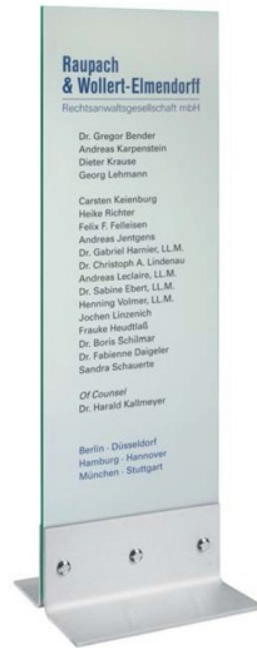 Raupach
& Wollert-Elmendorff
Rechtsanwaltsgesellschaft mbH
Dr. Gregor Bender
Andreas Karpenstein
Dieter Krause
Georg Lehmann
Carsten Keienburg
Heike Richter
Felix F. Felleisen
Andreas Jentgens
Dr. Gabriel Harnier, LL.M.
Dr. Christoph A. Lindenau
Andreas Leclaire, LL.M.
Dr. Sabine Ebert, LL.M.
Henning Volmer, LL.M.
Jochen Linzenich
Frauke Heudtlaß
Dr. Boris Schilmar
Dr. Fabienne Daigeler
Sandra Schauerte
Of Counsel
Dr. Harald Kallmeyer
Berlin · Düsseldorf
Hamburg · Hannover
München · Stuttgart